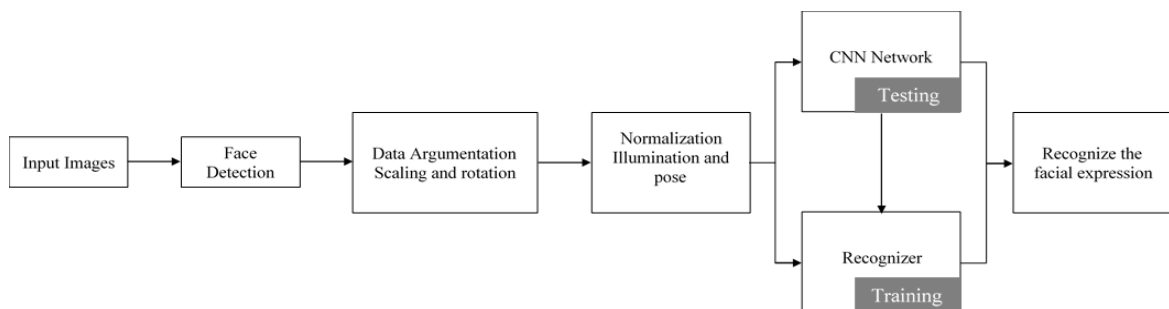 Input Images
Face
Detection
Data Argumentation
Scaling and rotation
Normalization
Illumination and
pose
CNN Network
Testing
Recognizer
Training
Recognize the
facial expression